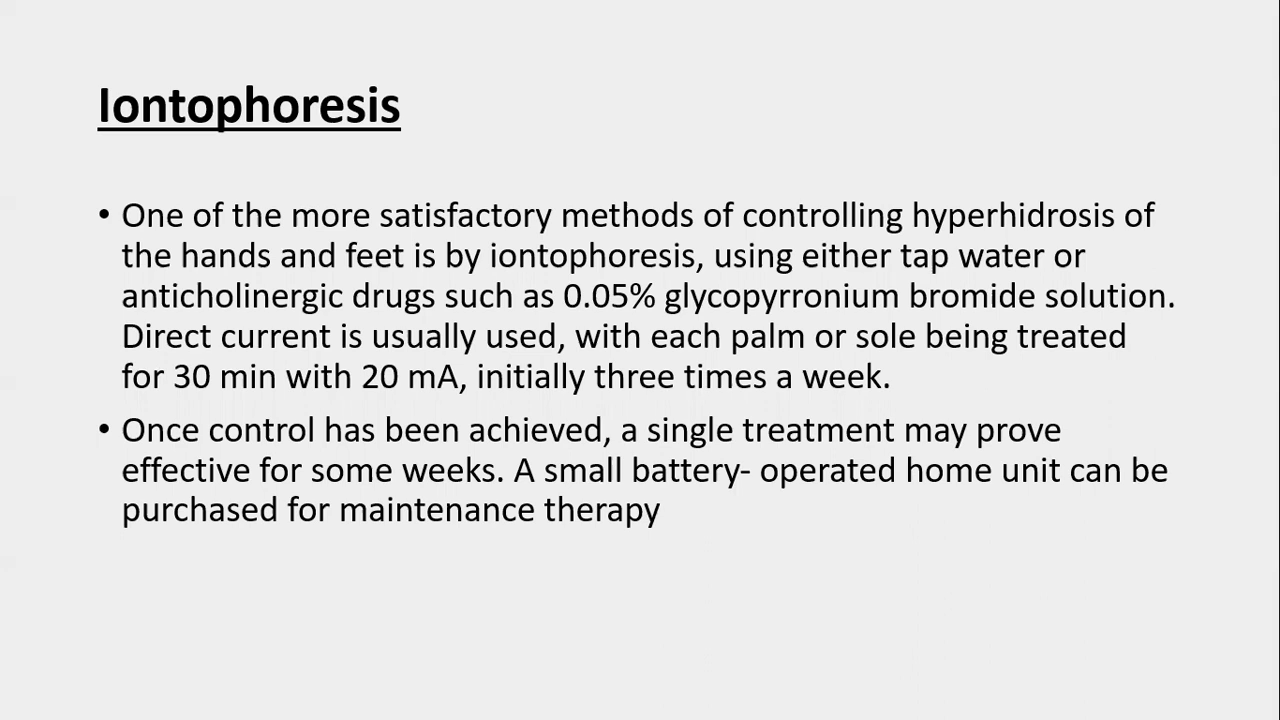 Iontophoresis
• One of the more satisfactory methods of controlling hyperhidrosis of
the hands and feet is by iontophoresis, using either tap water or
anticholinergic drugs such as 0.05% glycopyrronium bromide solution.
Direct current is usually used, with each palm or sole being treated
for 30 min with 20 mA, initially three times a week.
• Once control has been achieved, a single treatment may prove
effective for some weeks. A small battery- operated home unit can be
purchased for maintenance therapy